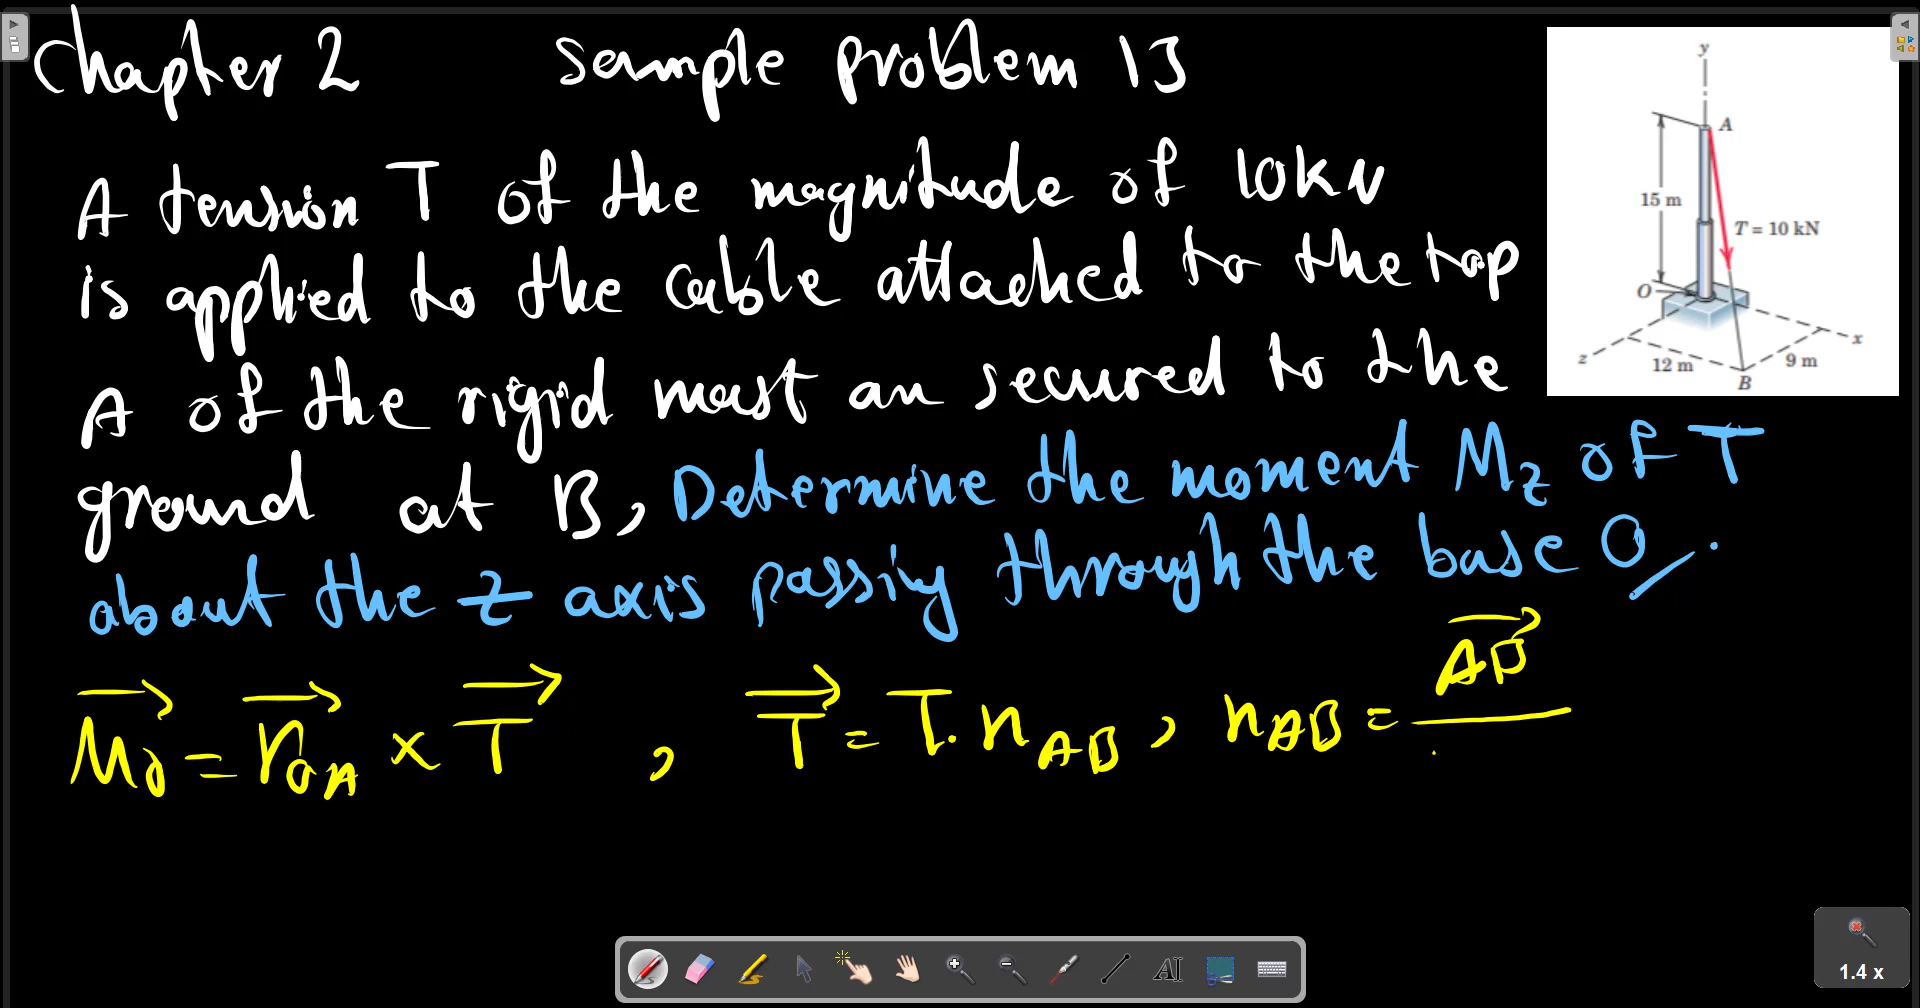 Chapter 2 Sample problem 13
A tension T of the magnitude of 10kN
is applied to the cable attached to the top
A of the rigid mast an secured to the
ground at B, Determine the moment Mz of T
about the z axis passing through the base O.
M₀ = r₀A × T , T = T. nAB , nAB = AB
y
A
15 m
T = 10 kN
O
x
z
12 m
9 m
B
1.4 x